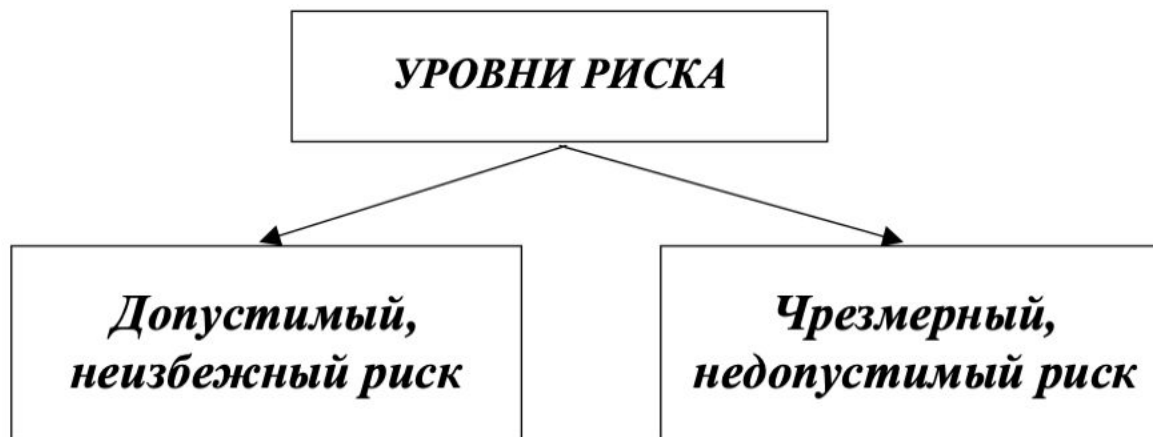 УРОВНИ РИСКА
Допустимый,
неизбежный риск
Чрезмерный,
недопустимый риск